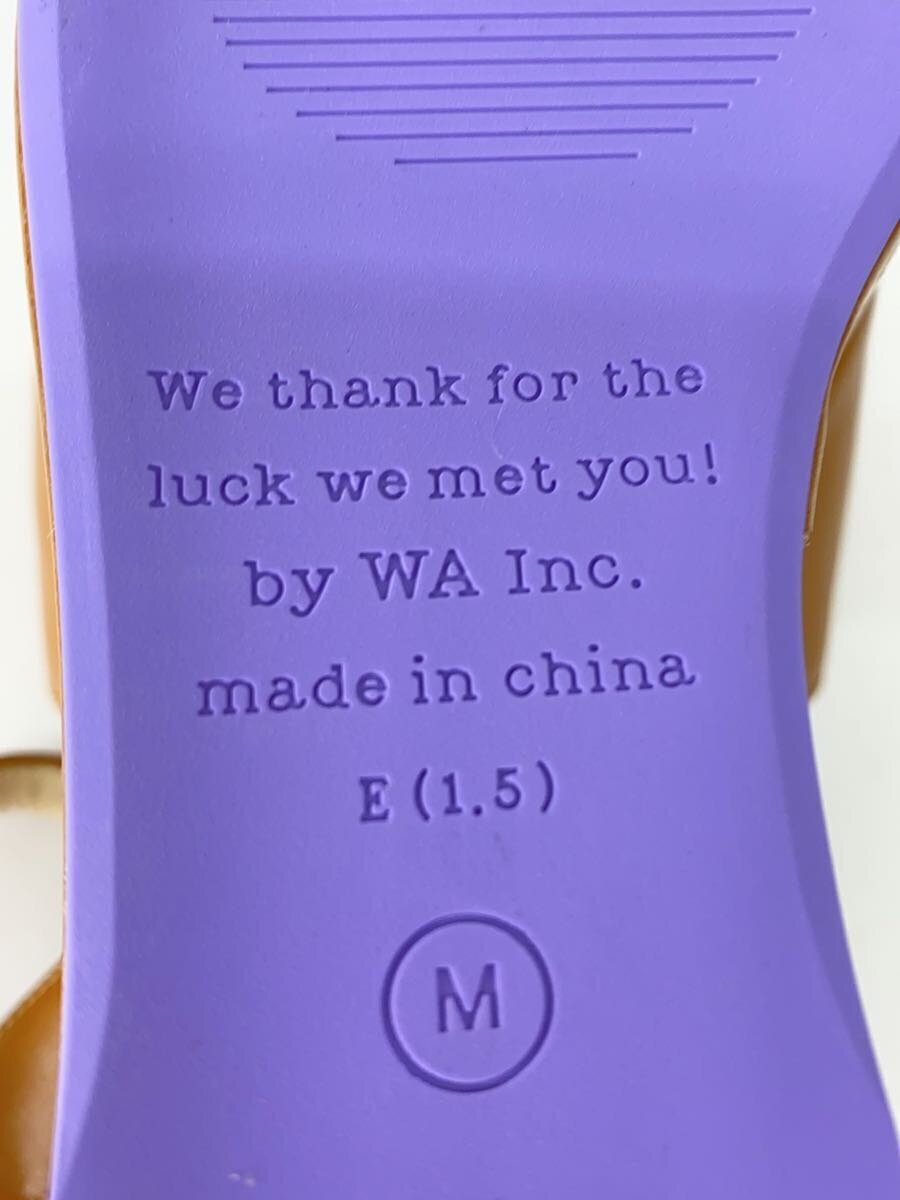 We thank for the
luck we met you!
by WA Inc.
made in china
E (1.5)
M